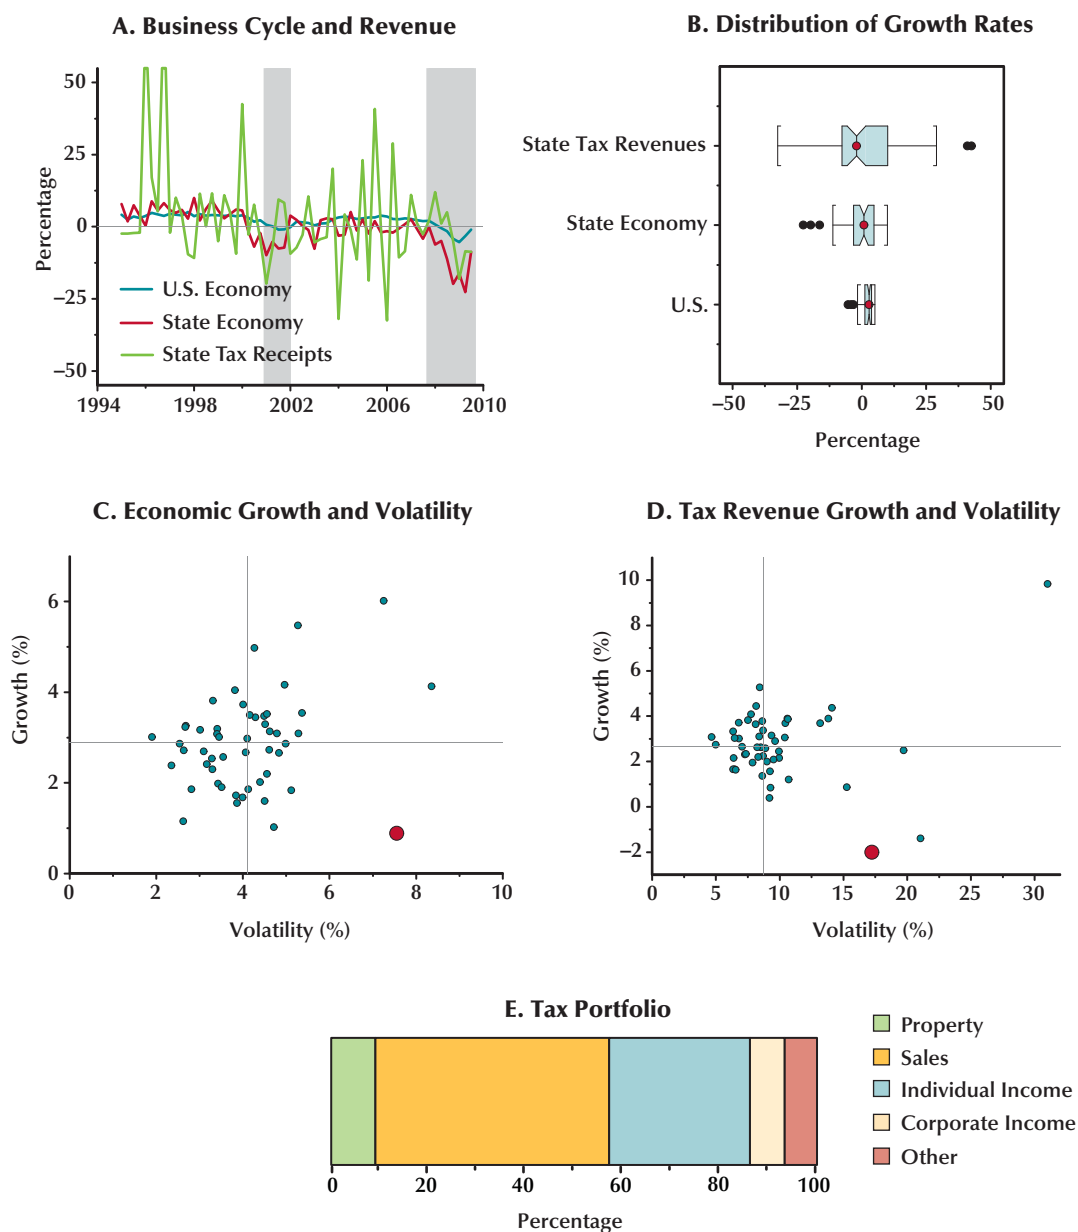 A. Business Cycle and Revenue
50
25
0
−25
−50
Percentage
U.S. Economy
State Economy
State Tax Receipts
1994
1998
2002
2006
2010
B. Distribution of Growth Rates
State Tax Revenues
State Economy
U.S.
−50
−25
0
25
50
Percentage
C. Economic Growth and Volatility
6
4
2
0
Growth (%)
0
2
4
6
8
10
Volatility (%)
D. Tax Revenue Growth and Volatility
10
8
6
4
2
0
−2
Growth (%)
0
5
10
15
20
25
30
Volatility (%)
E. Tax Portfolio
0
20
40
60
80
100
Percentage
Property
Sales
Individual Income
Corporate Income
Other